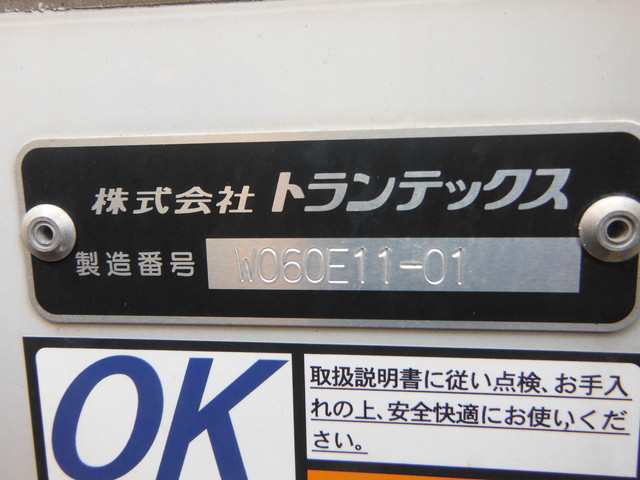 株式会社 トランテックス
製造番号 W060E11-01
OK
取扱説明書に従い点検、お手入
れの上、安全快適にお使いくだ
さい。